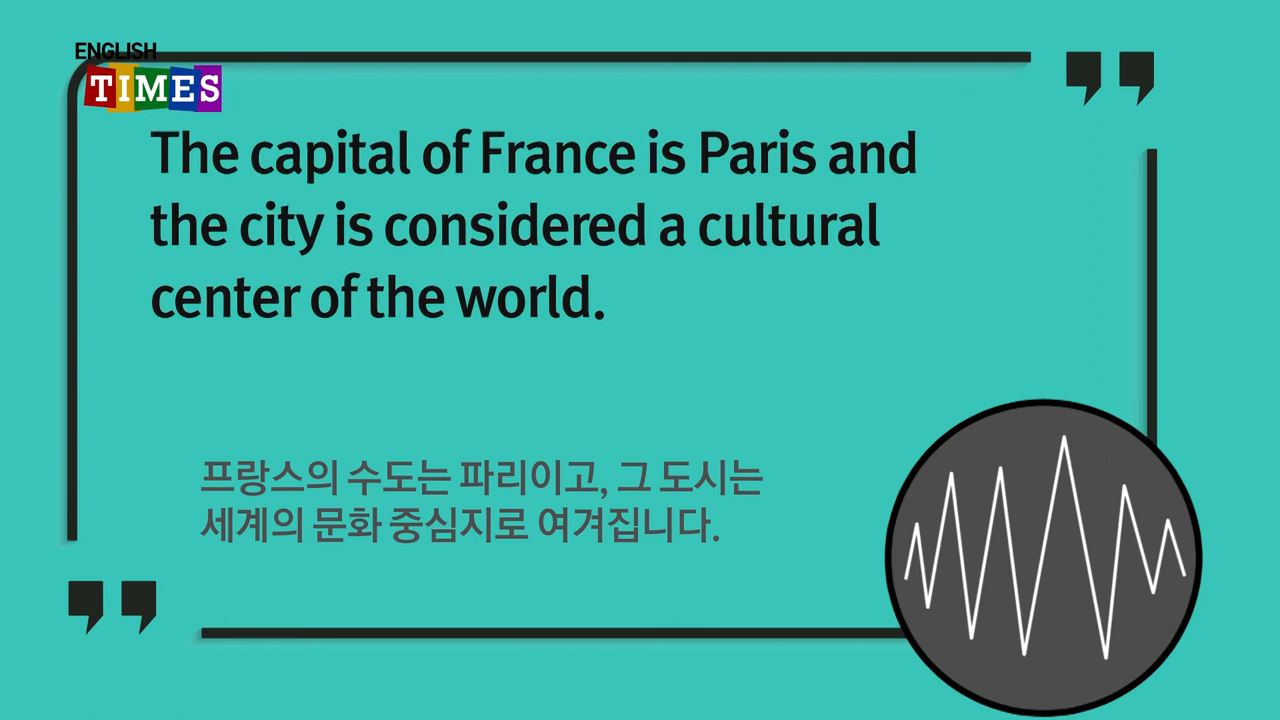 ENGLISH
TIMES
The capital of France is Paris and
the city is considered a cultural
center of the world.
프랑스의 수도는 파리이고, 그 도시는
세계의 문화 중심지로 여겨집니다.